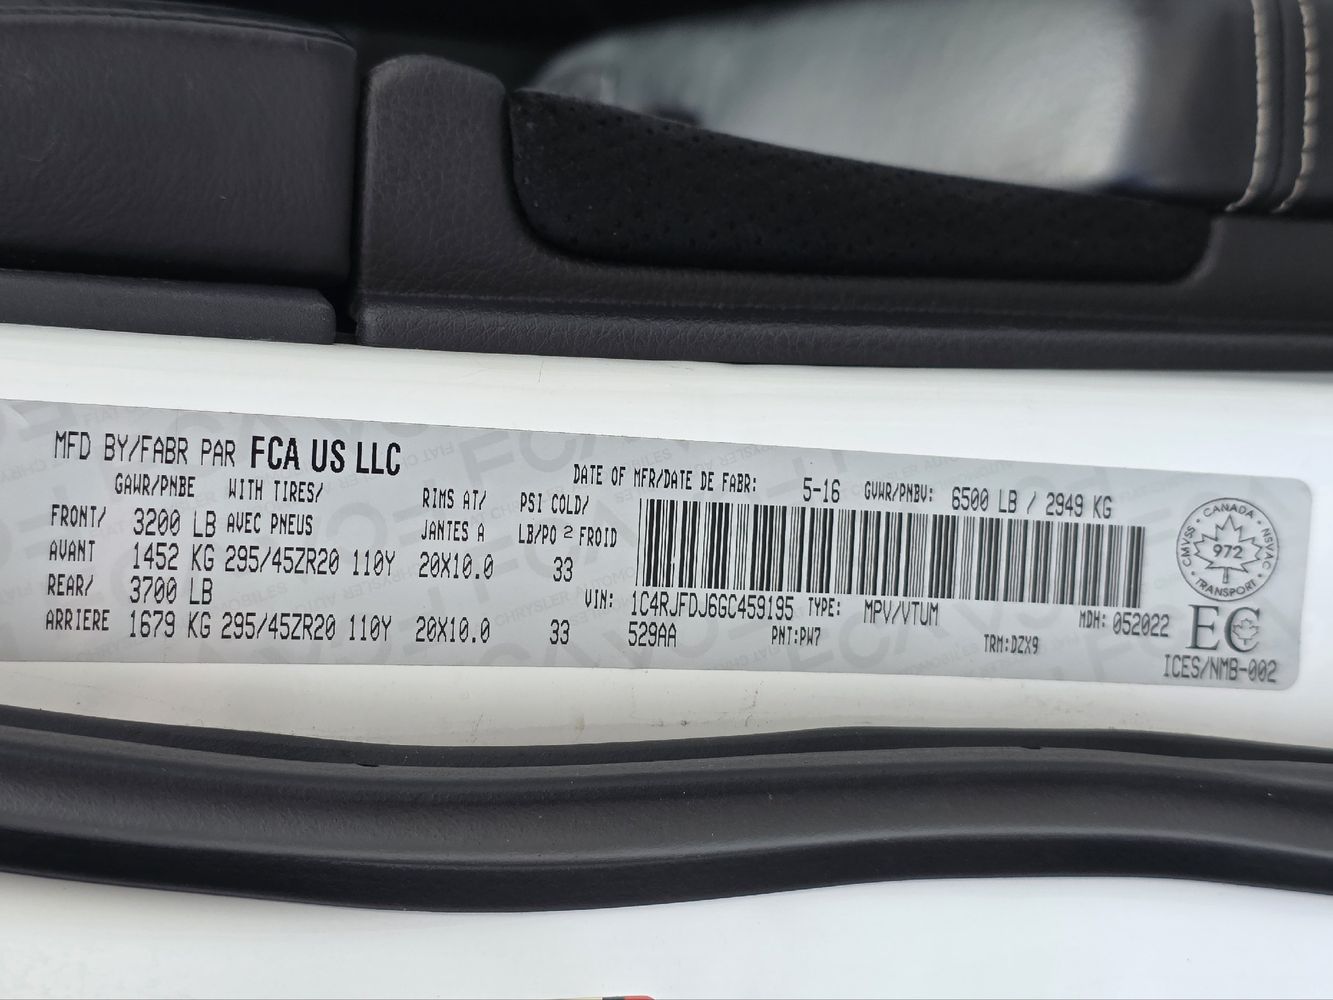 MFD BY/FABR PAR FCA US LLC
DATE OF MFR/DATE DE FABR: 5-16 GVWR/PNBV: 6500 LB / 2949 KG
GAWR/PNBE WITH TIRES/ RIMS AT/ PSI COLD/
AVEC PNEUS JANTES A LB/PO 2 FROID
FRONT/ 3200 LB
AVANT 1452 KG 295/45ZR20 110Y 20X10.0 33
REAR/ 3700 LB
ARRIERE 1679 KG 295/45ZR20 110Y 20X10.0 33
VIN: 1C4RJFDJ6GC459195 TYPE: MPV/VTUM MDH: 052022
529AA PNT:PW7 TRM:DZX9
CANADA
CMVSS 972 NSVAC
TRANSPORT
EC
ICES/NMB-002